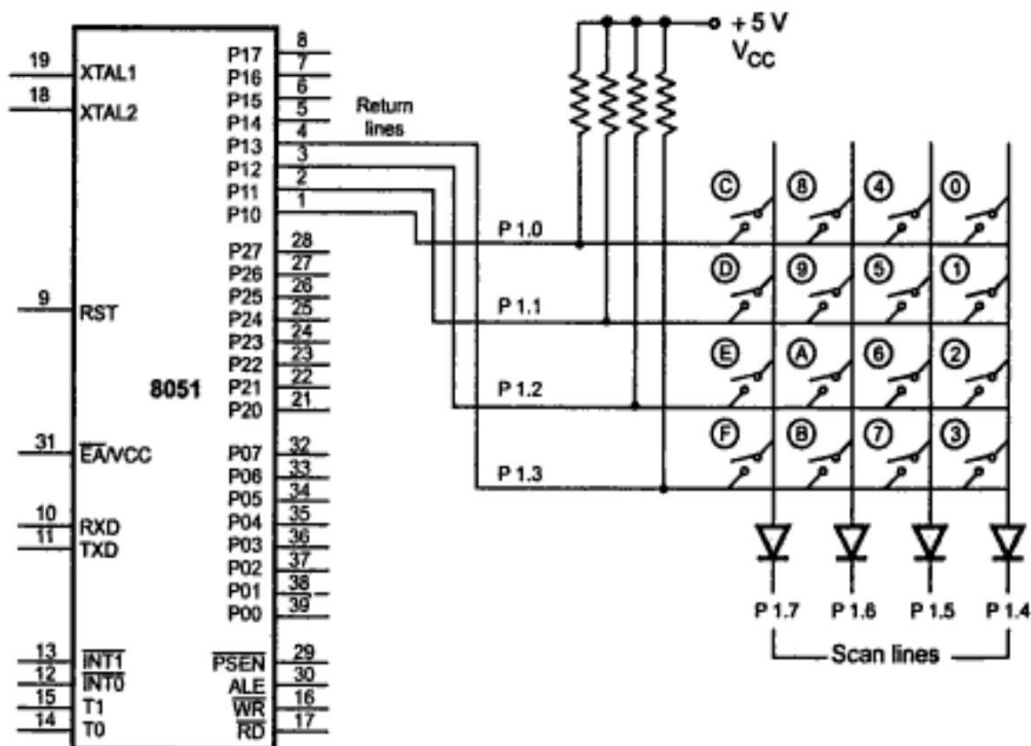 19
XTAL1
18
XTAL2
9
RST
8051
31
EA/VCC
10
RXD
11
TXD
13
INT1
12
INT0
15
T1
14
T0
P17 8
P16 7
P15 6
P14 5
P13 4
P12 3
P11 2
P10 1
P27 28
P26 27
P25 26
P24 25
P23 24
P22 23
P21 22
P20 21
P07 32
P06 33
P05 34
P04 35
P03 36
P02 37
P01 38
P00 39
PSEN 29
ALE 30
WR 16
RD 17
Return
lines
+ 5 V
VCC
P 1.0
P 1.1
P 1.2
P 1.3
C 8 4 0
D 9 5 1
E A 6 2
F B 7 3
P 1.7 P 1.6 P 1.5 P 1.4
Scan lines